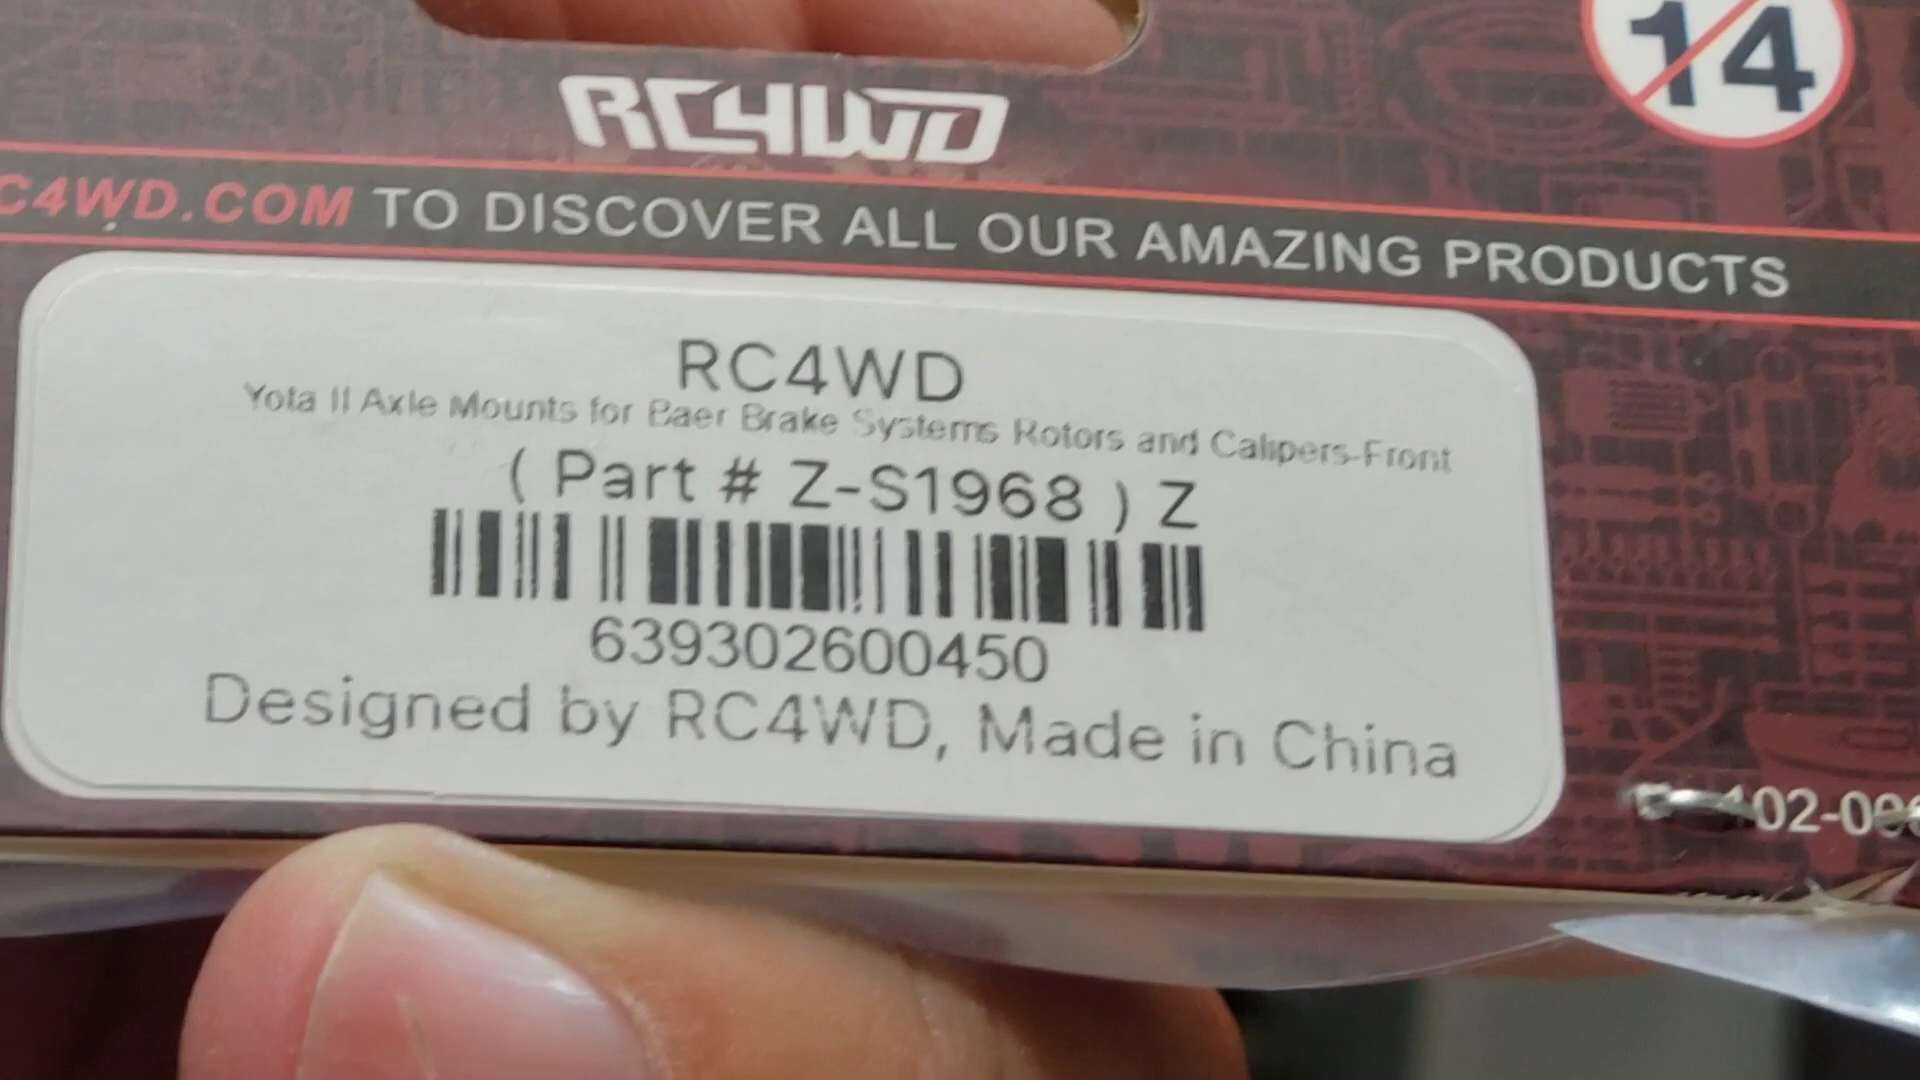 14
RC4WD
C4WD.COM TO DISCOVER ALL OUR AMAZING PRODUCTS
RC4WD
Yota II Axle Mounts for Baer Brake Systems Rotors and Calipers-Front
( Part # Z-S1968 ) Z
639302600450
Designed by RC4WD, Made in China